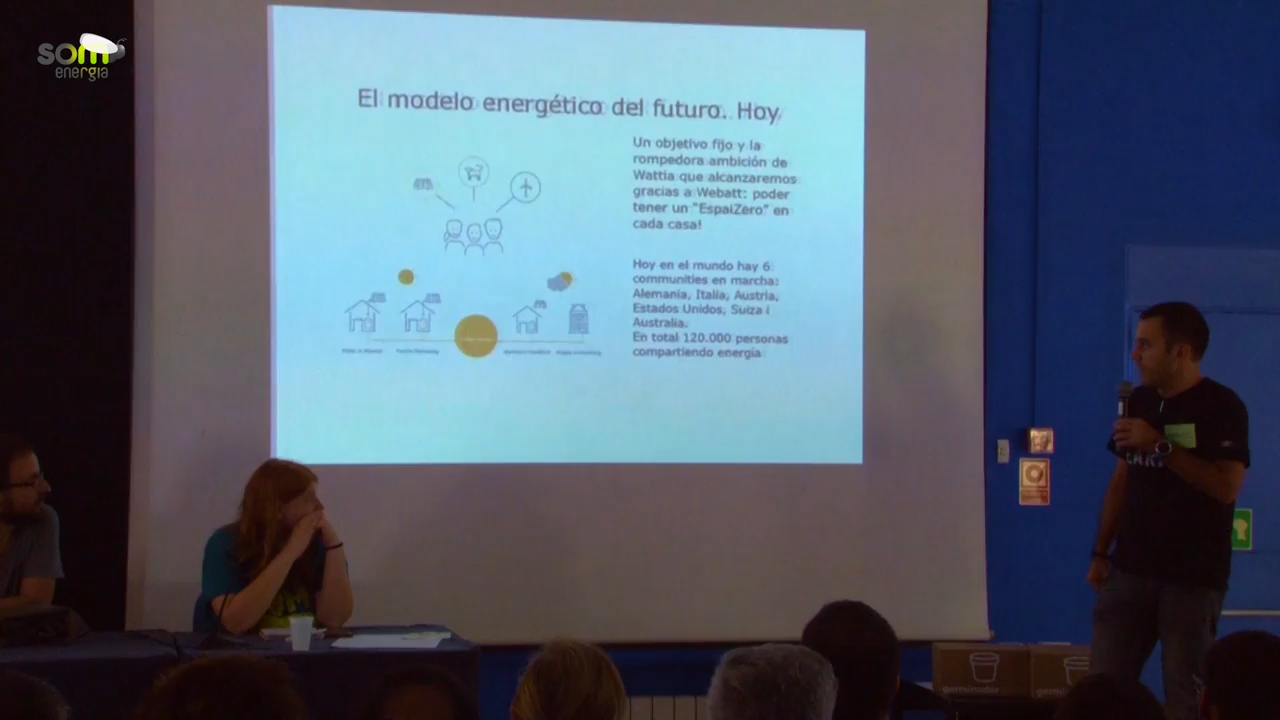 som
energia
El modelo energético del futuro. Hoy
Un objetivo fijo y la
rompedora ambición de
Wattia que alcanzaremos
gracias a Webatt: poder
tener un "EspaiZero" en
cada casa!
Hoy en el mundo hay 6
communities en marcha:
Alemania, Italia, Austria,
Estados Unidos, Suiza i
Australia.
En total 120.000 personas
compartiendo energía
germinador